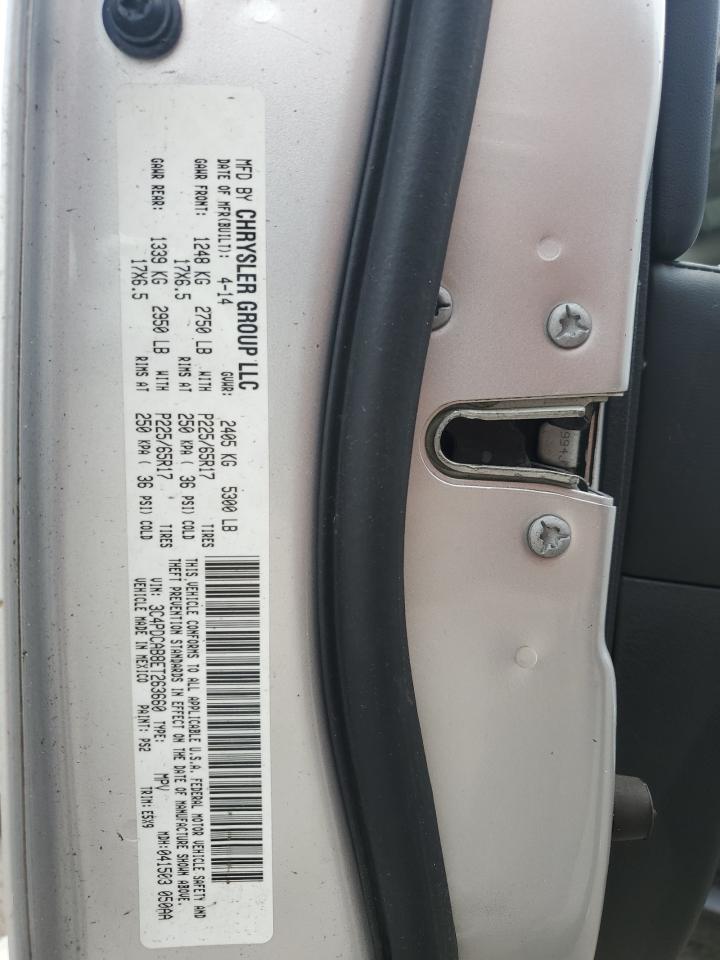 MFD BY CHRYSLER GROUP LLC
DATE OF MFR(BUILT): 4-14 GVWR: 2405 KG 5300 LB
GAWR FRONT: 1248 KG 2750 LB WITH P225/65R17 TIRES
17X6.5 RIMS AT 250 KPA ( 36 PSI) COLD
GAWR REAR: 1339 KG 2950 LB WITH P225/65R17 TIRES
17X6.5 RIMS AT 250 KPA ( 36 PSI) COLD
THIS VEHICLE CONFORMS TO ALL APPLICABLE U.S.A. FEDERAL MOTOR VEHICLE SAFETY AND
THEFT PREVENTION STANDARDS IN EFFECT ON THE DATE OF MANUFACTURE SHOWN ABOVE.
VIN: 3C4PDCAB8ET263660 TYPE: MPV MDH:041503 050AA
VEHICLE MADE IN MEXICO PAINT: PS2 TRIM: E5X9